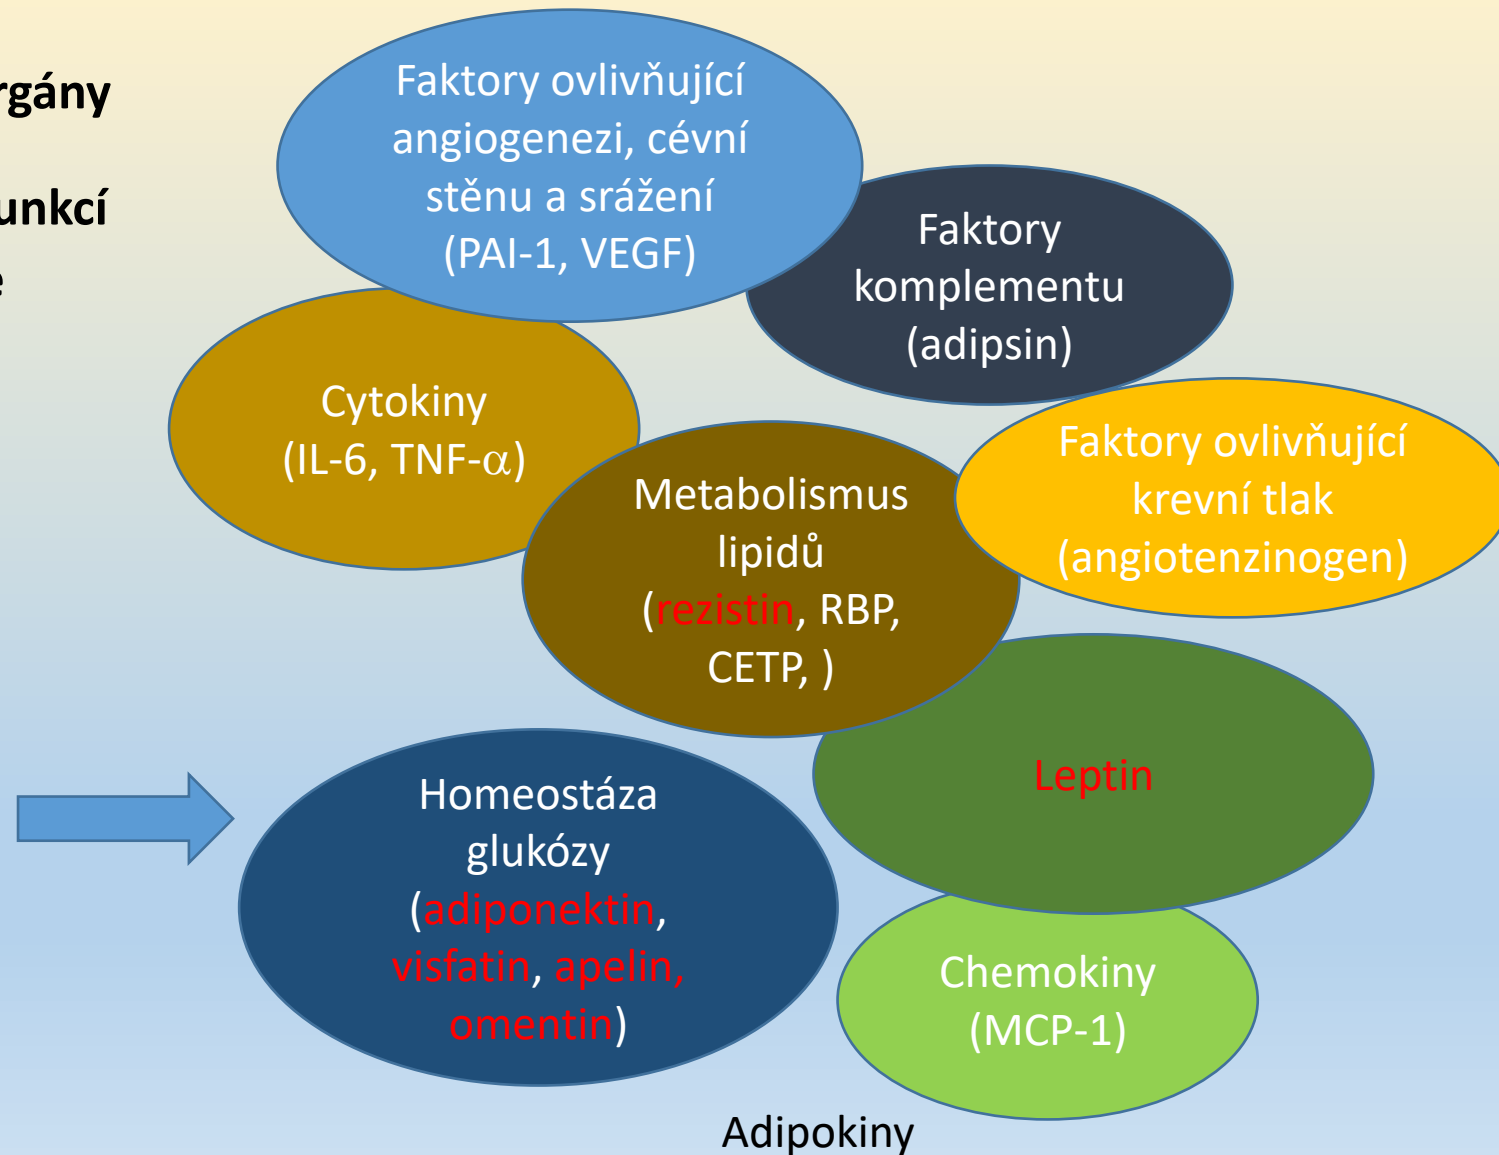 rgány
unkcí
e
Faktory ovlivňující
angiogenezi, cévní
stěnu a srážení
(PAI-1, VEGF)
Faktory
komplementu
(adipsin)
Cytokiny
(IL-6, TNF-α)
Metabolismus
lipidů
(rezistin, RBP,
CETP, )
Faktory ovlivňující
krevní tlak
(angiotenzinogen)
Leptin
Homeostáza
glukózy
(adiponektin,
visfatin, apelin,
omentin)
Chemokiny
(MCP-1)
Adipokiny